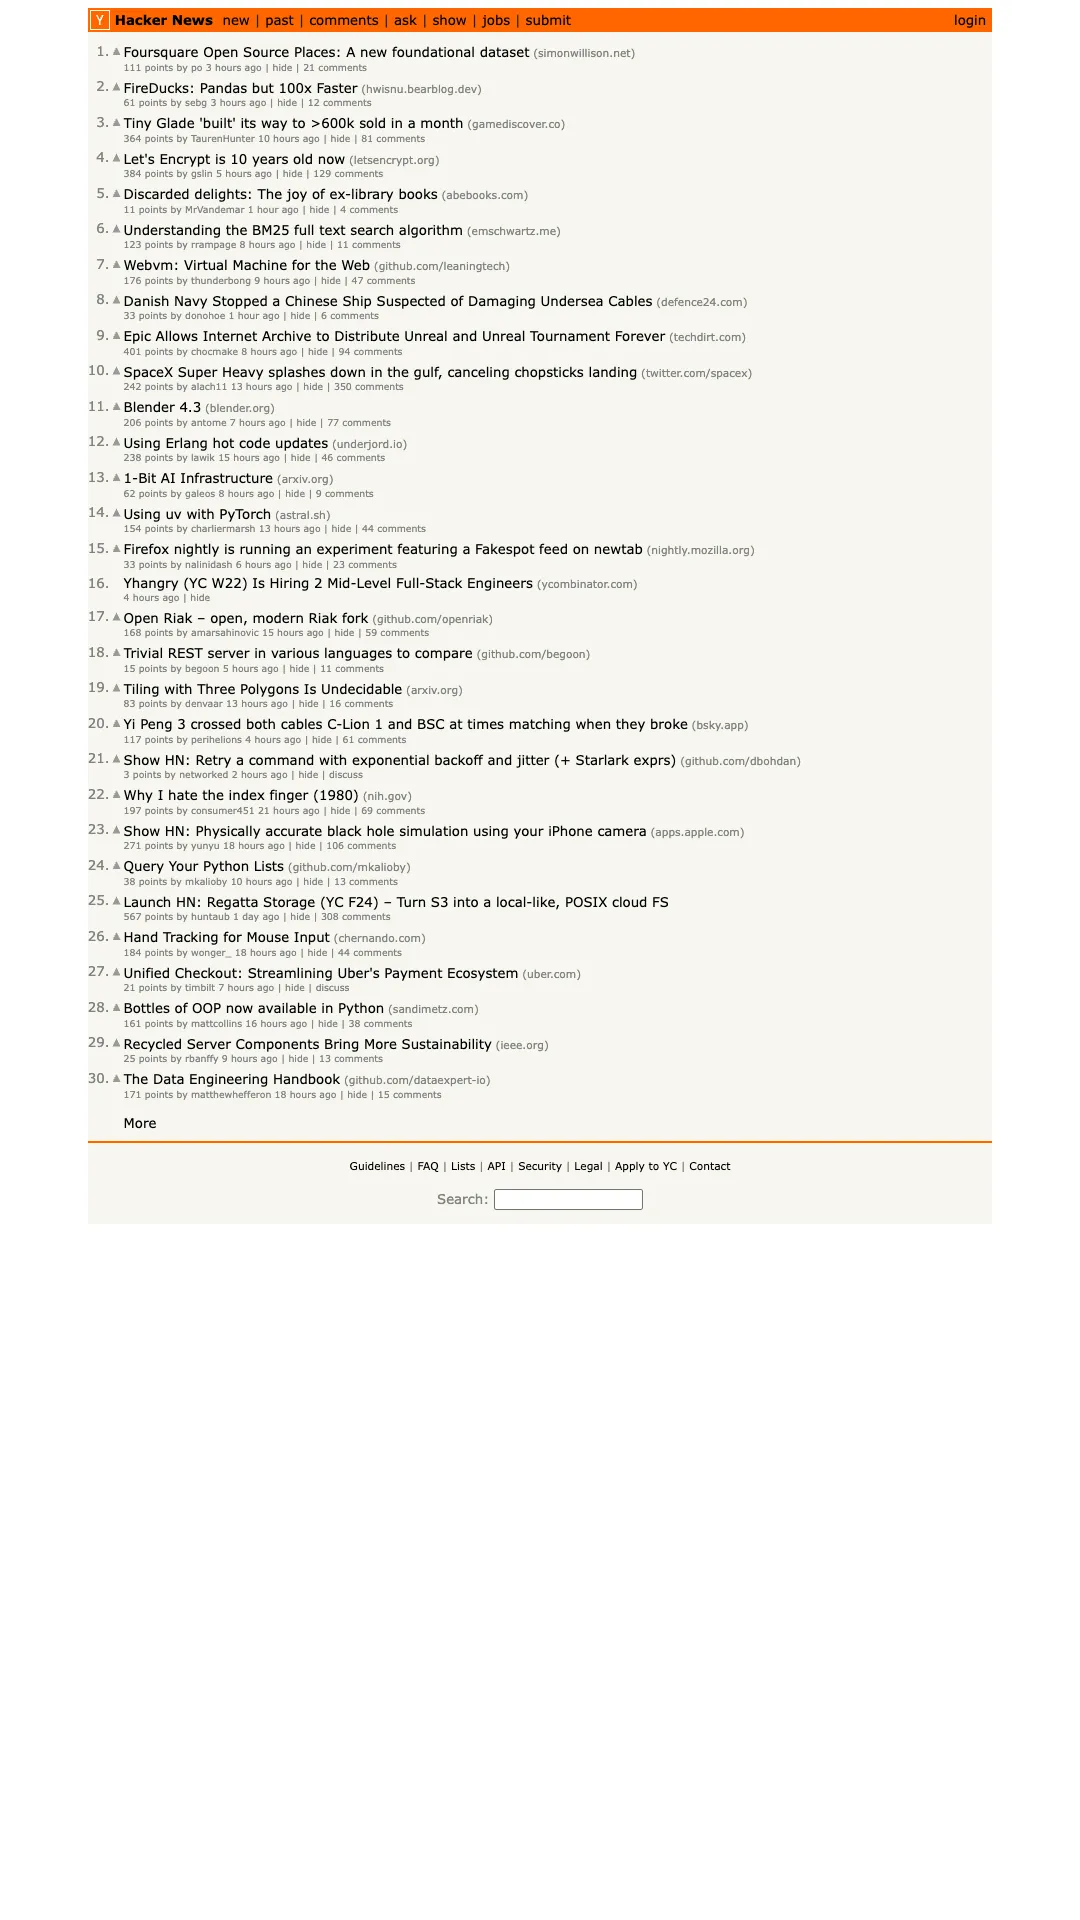 Y Hacker News new | past | comments | ask | show | jobs | submit login
1. Foursquare Open Source Places: A new foundational dataset (simonwillison.net)
111 points by po 3 hours ago | hide | 21 comments
2. FireDucks: Pandas but 100x Faster (hwisnu.bearblog.dev)
61 points by sebg 3 hours ago | hide | 12 comments
3. Tiny Glade 'built' its way to >600k sold in a month (gamediscover.co)
364 points by TaurenHunter 10 hours ago | hide | 81 comments
4. Let's Encrypt is 10 years old now (letsencrypt.org)
384 points by gslin 5 hours ago | hide | 129 comments
5. Discarded delights: The joy of ex-library books (abebooks.com)
11 points by MrVandemar 1 hour ago | hide | 4 comments
6. Understanding the BM25 full text search algorithm (emschwartz.me)
123 points by rrampage 8 hours ago | hide | 11 comments
7. Webvm: Virtual Machine for the Web (github.com/leaningtech)
176 points by thunderbong 9 hours ago | hide | 47 comments
8. Danish Navy Stopped a Chinese Ship Suspected of Damaging Undersea Cables (defence24.com)
33 points by donohoe 1 hour ago | hide | 6 comments
9. Epic Allows Internet Archive to Distribute Unreal and Unreal Tournament Forever (techdirt.com)
401 points by chocmake 8 hours ago | hide | 94 comments
10. SpaceX Super Heavy splashes down in the gulf, canceling chopsticks landing (twitter.com/spacex)
242 points by alach11 13 hours ago | hide | 350 comments
11. Blender 4.3 (blender.org)
206 points by antome 7 hours ago | hide | 77 comments
12. Using Erlang hot code updates (underjord.io)
238 points by lawik 15 hours ago | hide | 46 comments
13. 1-Bit AI Infrastructure (arxiv.org)
62 points by galeos 8 hours ago | hide | 9 comments
14. Using uv with PyTorch (astral.sh)
154 points by charliermarsh 13 hours ago | hide | 44 comments
15. Firefox nightly is running an experiment featuring a Fakespot feed on newtab (nightly.mozilla.org)
33 points by nalinidash 6 hours ago | hide | 23 comments
16. Yhangry (YC W22) Is Hiring 2 Mid-Level Full-Stack Engineers (ycombinator.com)
4 hours ago | hide
17. Open Riak – open, modern Riak fork (github.com/openriak)
168 points by amarsahinovic 15 hours ago | hide | 59 comments
18. Trivial REST server in various languages to compare (github.com/begoon)
15 points by begoon 5 hours ago | hide | 11 comments
19. Tiling with Three Polygons Is Undecidable (arxiv.org)
83 points by denvaar 13 hours ago | hide | 16 comments
20. Yi Peng 3 crossed both cables C-Lion 1 and BSC at times matching when they broke (bsky.app)
117 points by perihelions 4 hours ago | hide | 61 comments
21. Show HN: Retry a command with exponential backoff and jitter (+ Starlark exprs) (github.com/dbohdan)
3 points by networked 2 hours ago | hide | discuss
22. Why I hate the index finger (1980) (nih.gov)
197 points by consumer451 21 hours ago | hide | 69 comments
23. Show HN: Physically accurate black hole simulation using your iPhone camera (apps.apple.com)
271 points by yunyu 18 hours ago | hide | 106 comments
24. Query Your Python Lists (github.com/mkalioby)
38 points by mkalioby 10 hours ago | hide | 13 comments
25. Launch HN: Regatta Storage (YC F24) – Turn S3 into a local-like, POSIX cloud FS
567 points by huntaub 1 day ago | hide | 308 comments
26. Hand Tracking for Mouse Input (chernando.com)
184 points by wonger_ 18 hours ago | hide | 44 comments
27. Unified Checkout: Streamlining Uber's Payment Ecosystem (uber.com)
21 points by timbilt 7 hours ago | hide | discuss
28. Bottles of OOP now available in Python (sandimetz.com)
161 points by mattcollins 16 hours ago | hide | 38 comments
29. Recycled Server Components Bring More Sustainability (ieee.org)
25 points by rbanffy 9 hours ago | hide | 13 comments
30. The Data Engineering Handbook (github.com/dataexpert-io)
171 points by matthewhefferon 18 hours ago | hide | 15 comments
More
Guidelines | FAQ | Lists | API | Security | Legal | Apply to YC | Contact
Search: